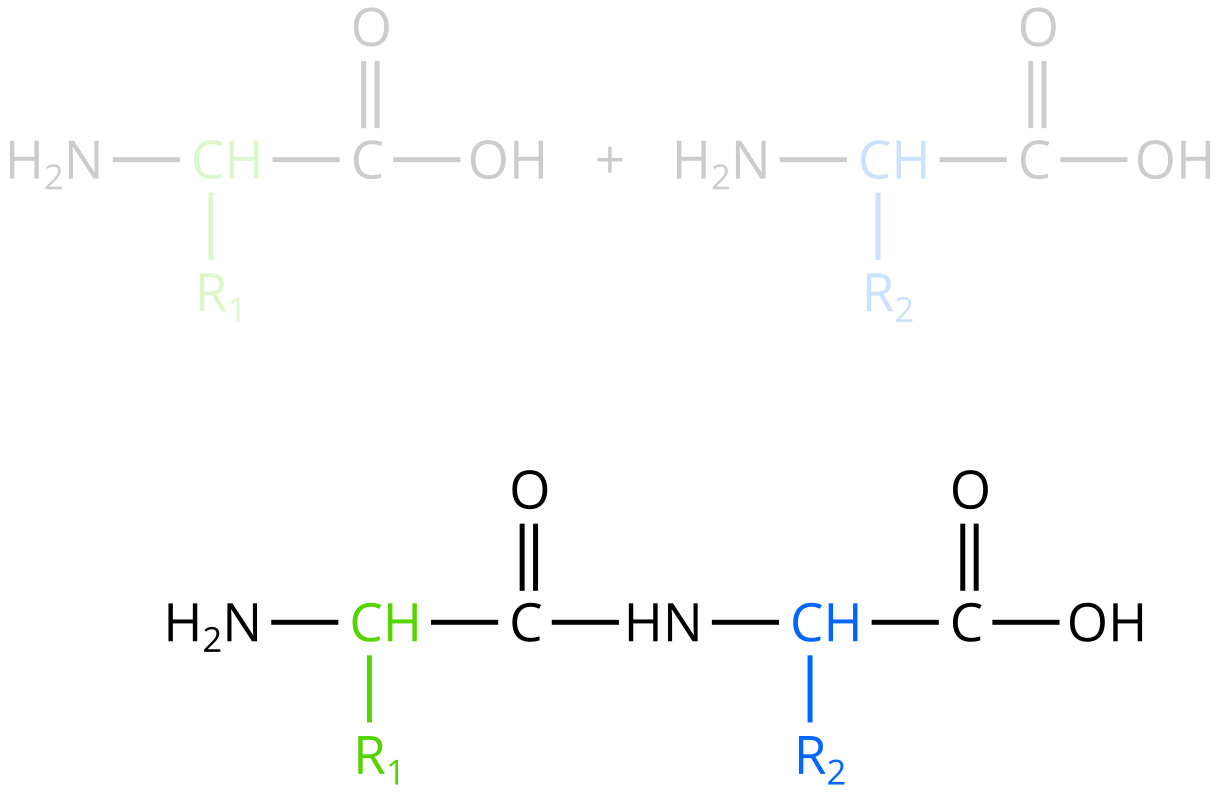 O O
H₂N CH C OH + H₂N CH C OH
R₁ R₂
O O
H₂N CH C HN CH C OH
R₁ R₂